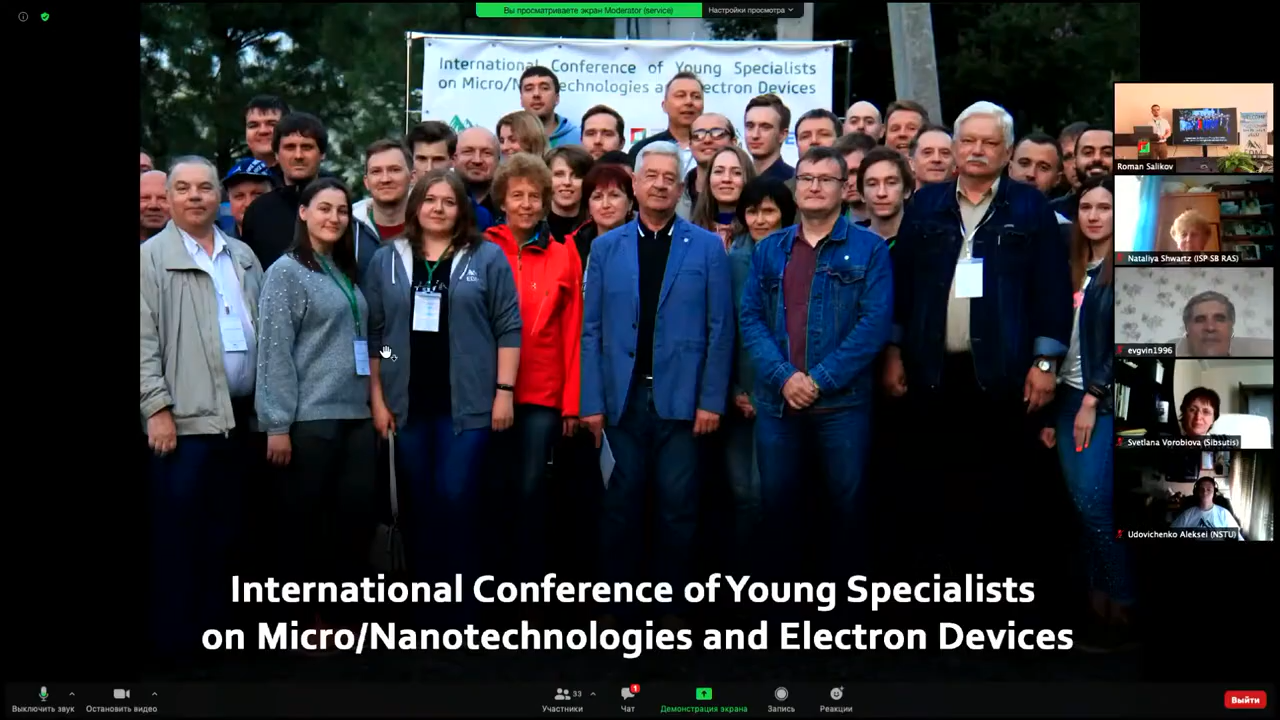 Вы просматриваете экран Moderator (service)
Настройки просмотра
International Conference of Young Specialists
on Micro/Nanotechnologies and Electron Devices
Roman Salikov
Nataliya Shwartz (ISP SB RAS)
evgvin1996
Svetlana Vorobiova (Sibsutis)
Udovichenko Aleksei (NSTU)
International Conference of Young Specialists
on Micro/Nanotechnologies and Electron Devices
Выключить звук
Остановить видео
33
Участники
1
Чат
Демонстрация экрана
Запись
Реакции
Выйти